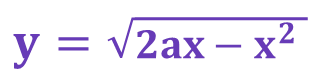 y = √2ax – x²